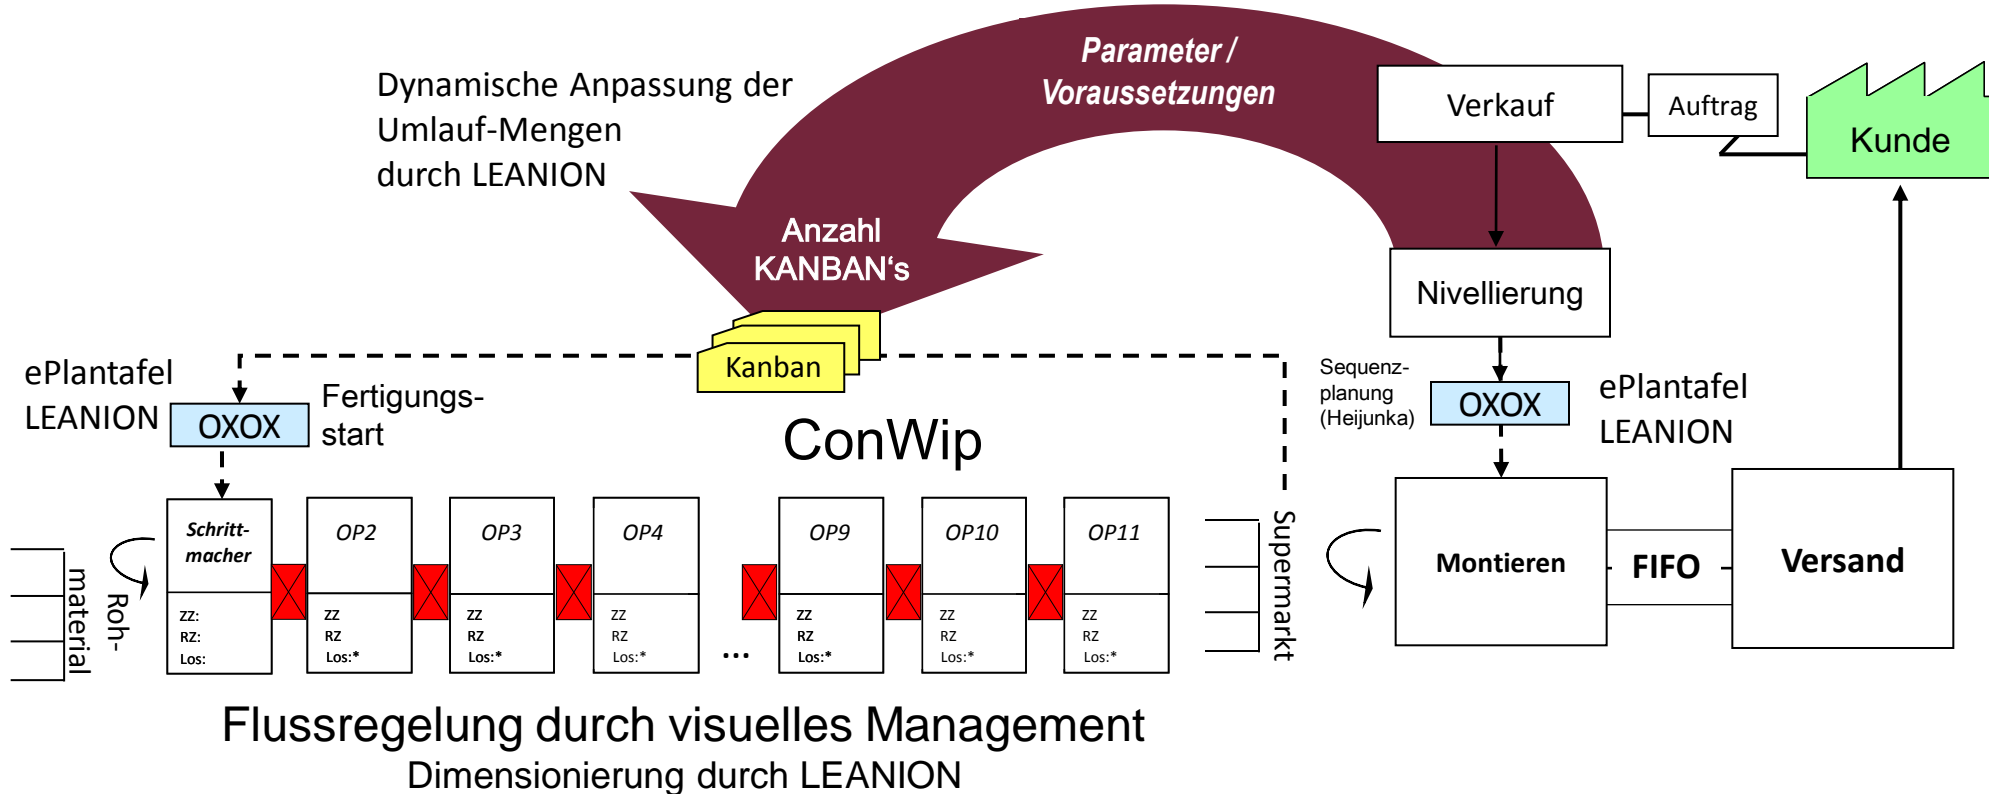 Parameter /
Voraussetzungen
Dynamische Anpassung der
Umlauf-Mengen
durch LEANION
Verkauf
Auftrag
Kunde
Anzahl
KANBAN‘s
Nivellierung
Kanban
ePlantafel
LEANION
OXOX
Fertigungs-
start
ConWip
Sequenz-
planung
(Heijunka)
OXOX
ePlantafel
LEANION
Roh-
material
Schritt-
macher
ZZ:
RZ:
Los:
OP2
ZZ
RZ
Los:*
OP3
ZZ
RZ
Los:*
OP4
ZZ
RZ
Los:*
...
OP9
ZZ
RZ
Los:*
OP10
ZZ
RZ
Los:*
OP11
ZZ
RZ
Los:*
Supermarkt
Montieren
FIFO
Versand
Flussregelung durch visuelles Management
Dimensionierung durch LEANION